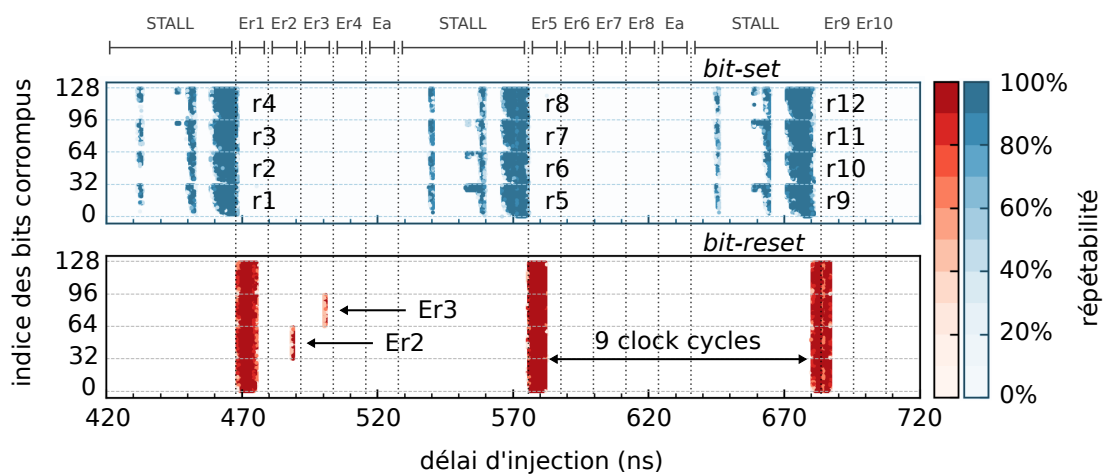 STALL Er1 Er2 Er3 Er4 Ea STALL Er5 Er6 Er7 Er8 Ea STALL Er9 Er10
bit-set
128 r4 r8 r12 100%
96 r3 r7 r11 80%
64 r2 r6 r10 60%
32 r1 r5 r9 40%
0 20%
0%
bit-reset
128
96 Er3
64 Er2
32 9 clock cycles
0
420 470 520 570 620 670 720
délai d'injection (ns)
indice des bits corrompus
répétabilité